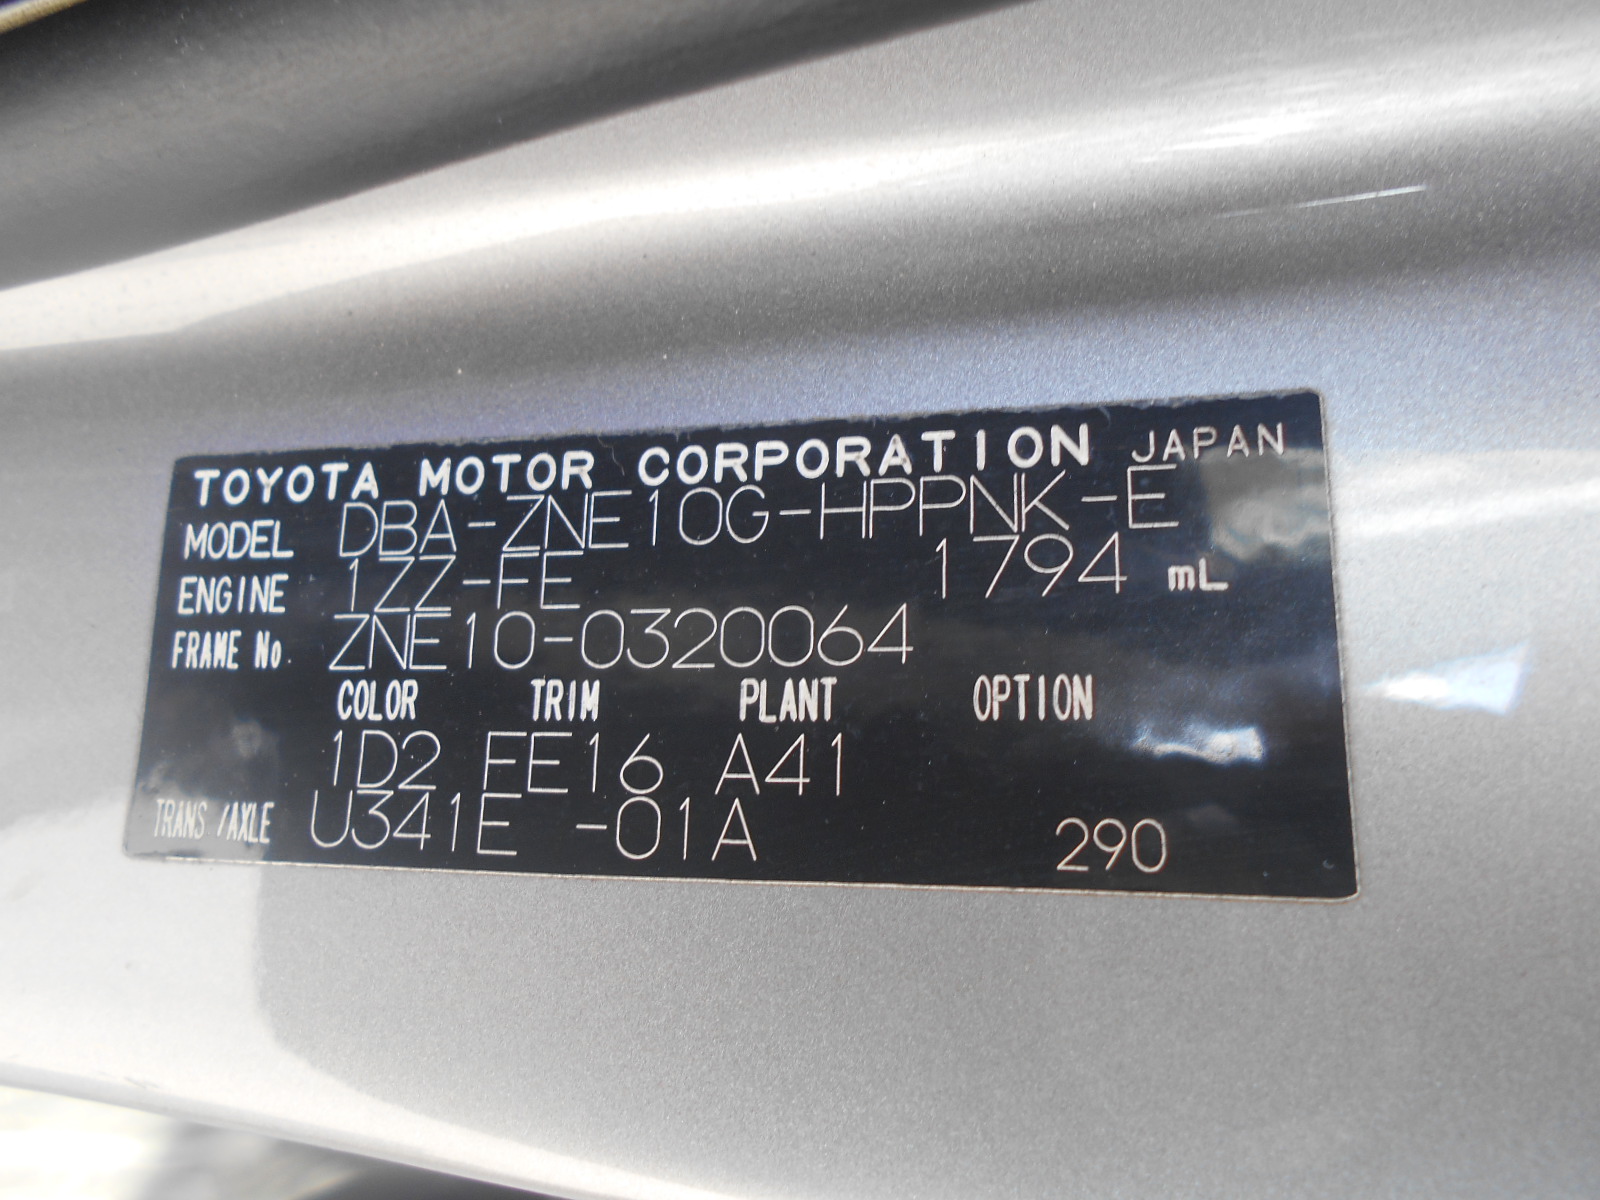 TOYOTA MOTOR CORPORATION JAPAN
MODEL DBA-ZNE10G-HPPNK-E
ENGINE 1ZZ-FE 1794 mL
FRAME No. ZNE10-0320064
COLOR TRIM PLANT OPTION
1D2 FE16 A41
TRANS/AXLE U341E -01A 290